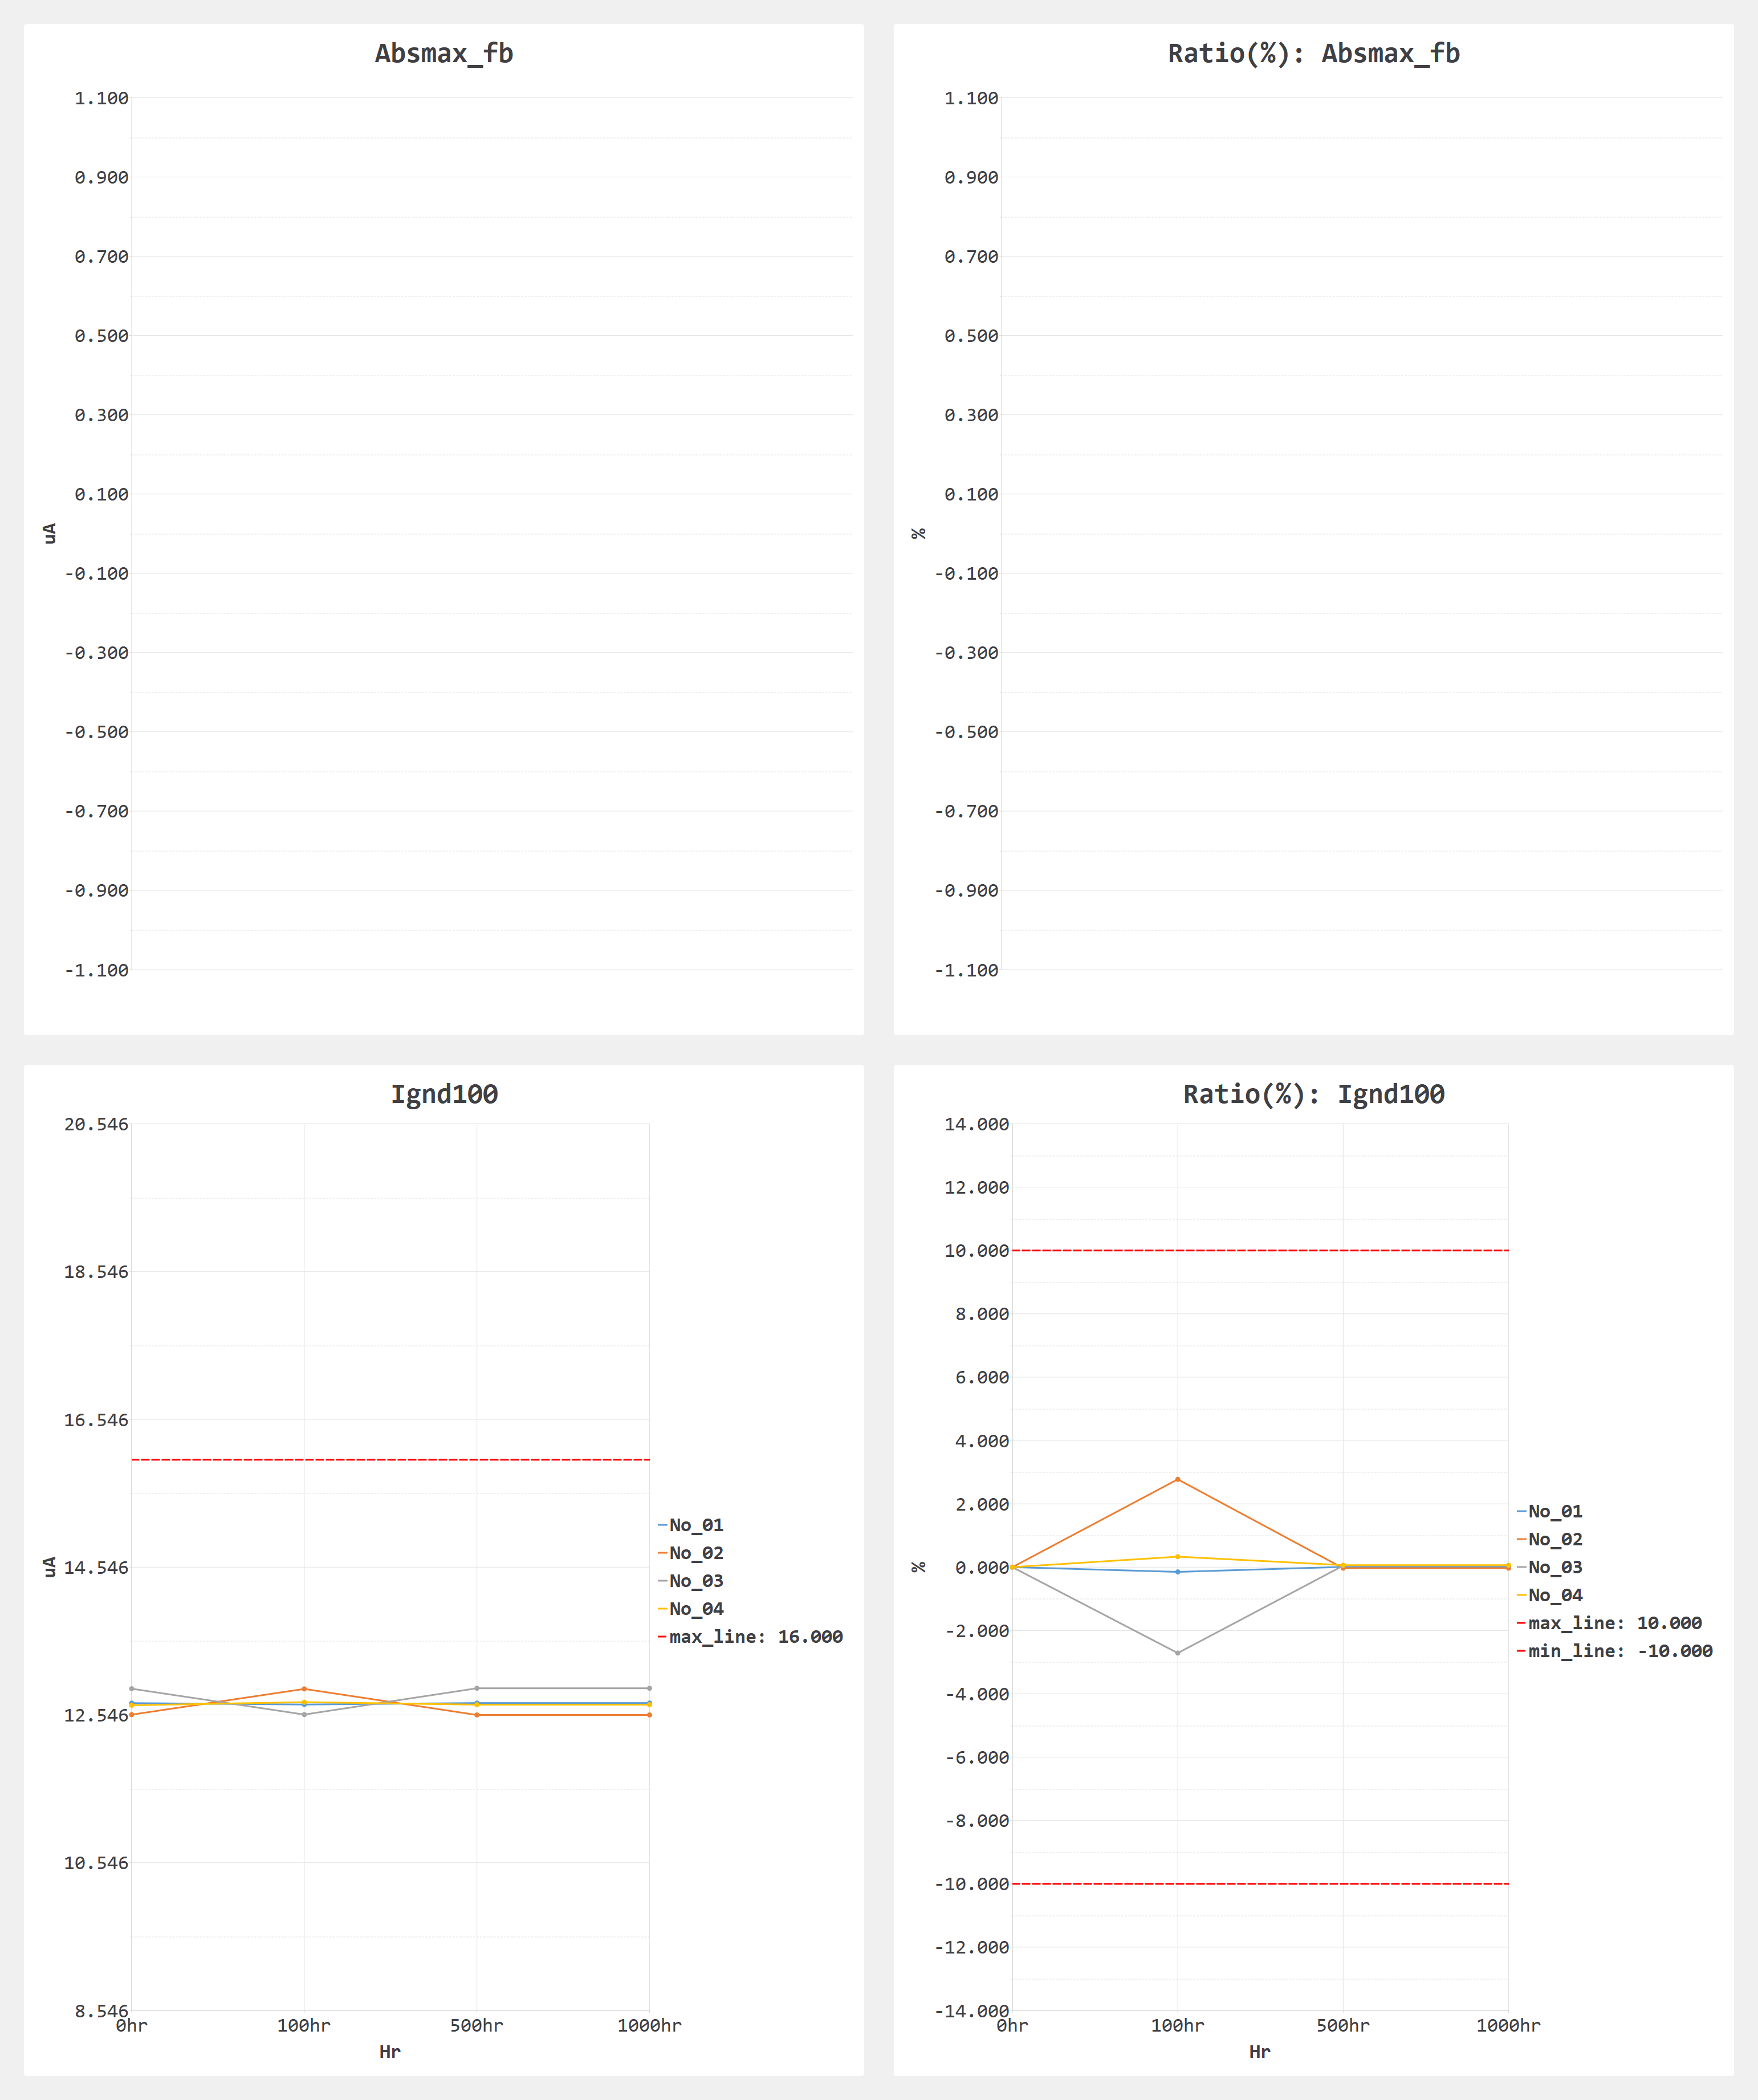 Absmax_fb
1.100
0.900
0.700
0.500
0.300
0.100
-0.100
-0.300
-0.500
-0.700
-0.900
-1.100
uA
Ratio(%): Absmax_fb
1.100
0.900
0.700
0.500
0.300
0.100
-0.100
-0.300
-0.500
-0.700
-0.900
-1.100
%
Ignd100
20.546
18.546
16.546
14.546
12.546
10.546
8.546
uA
0hr 100hr 500hr 1000hr
Hr
No_01
No_02
No_03
No_04
max_line: 16.000
Ratio(%): Ignd100
14.000
12.000
10.000
8.000
6.000
4.000
2.000
0.000
-2.000
-4.000
-6.000
-8.000
-10.000
-12.000
-14.000
%
0hr 100hr 500hr 1000hr
Hr
No_01
No_02
No_03
No_04
max_line: 10.000
min_line: -10.000